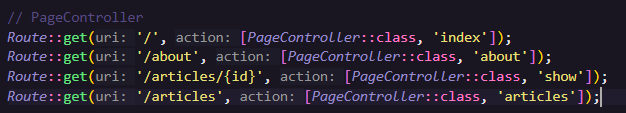 // PageController
Route::get(uri: '/', action: [PageController::class, 'index']);
Route::get(uri: '/about', action: [PageController::class, 'about']);
Route::get(uri: '/articles/{id}', action: [PageController::class, 'show']);
Route::get(uri: '/articles', action: [PageController::class, 'articles']);